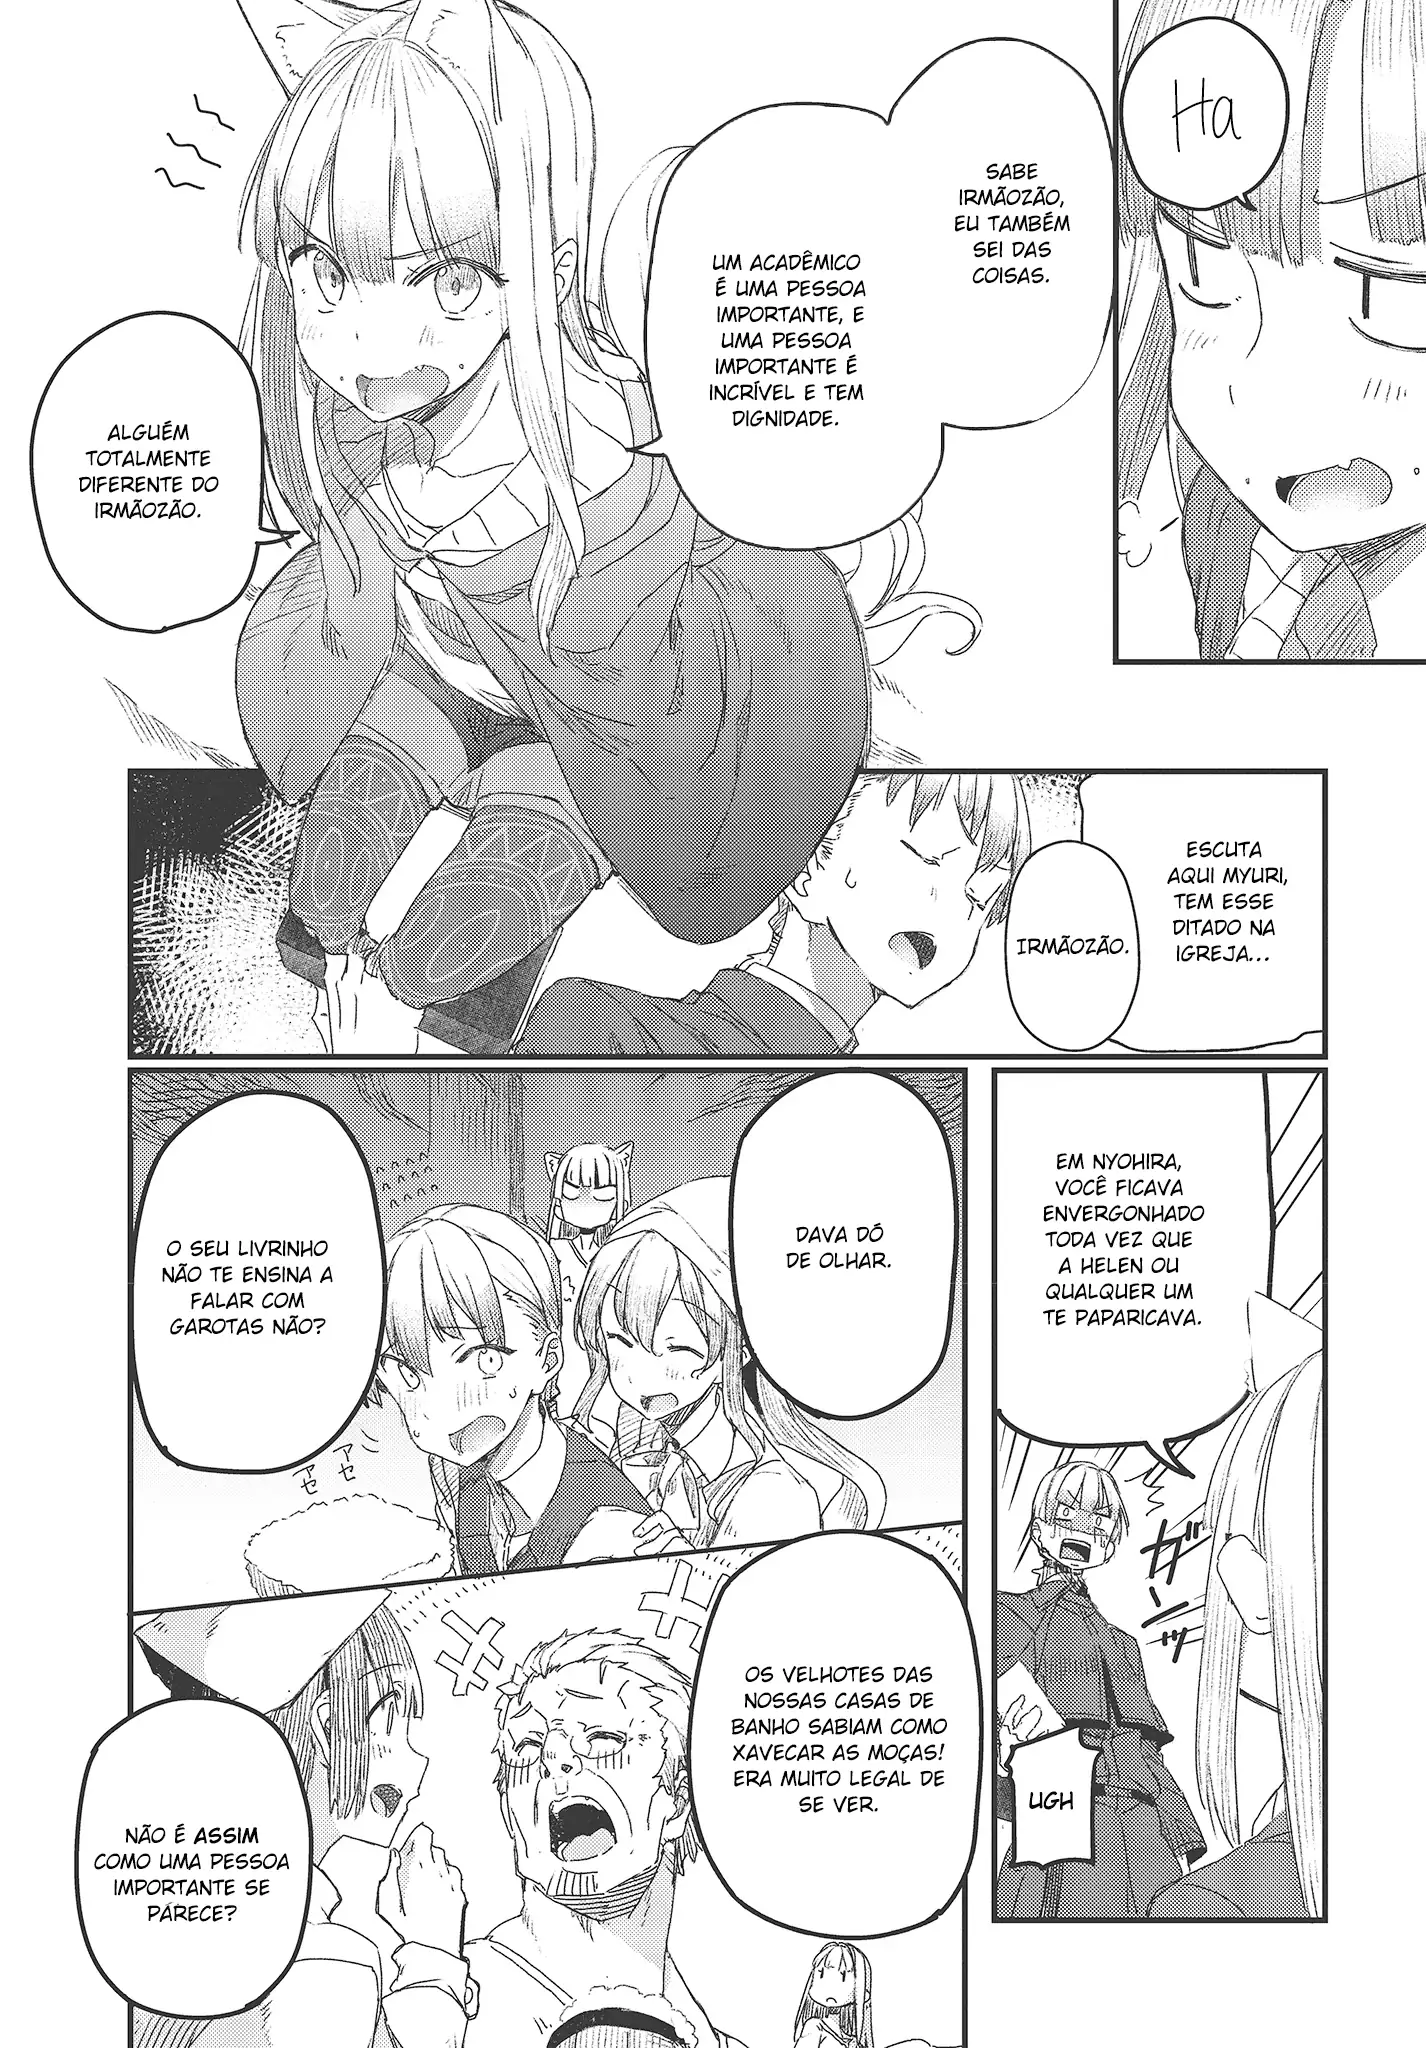 Ha
SABE
IRMÃOZÃO,
EU TAMBÉM
SEI DAS
COISAS.
UM ACADÊMICO
É UMA PESSOA
IMPORTANTE, E
UMA PESSOA
IMPORTANTE É
INCRÍVEL E TEM
DIGNIDADE.
ALGUÉM
TOTALMENTE
DIFERENTE DO
IRMÃOZÃO.
ESCUTA
AQUI MYURI,
TEM ESSE
DITADO NA
IGREJA...
IRMÃOZÃO.
EM NYOHIRA,
VOCÊ FICAVA
ENVERGONHADO
TODA VEZ QUE
A HELEN OU
QUALQUER UM
TE PAPARICAVA.
UGH
DAVA DÓ
DE OLHAR.
O SEU LIVRINHO
NÃO TE ENSINA A
FALAR COM
GAROTAS NÃO?
アセ
アセ
OS VELHOTES DAS
NOSSAS CASAS DE
BANHO SABIAM COMO
XAVECAR AS MOÇAS!
ERA MUITO LEGAL DE
SE VER.
NÃO É ASSIM
COMO UMA PESSOA
IMPORTANTE SE
PARECE?